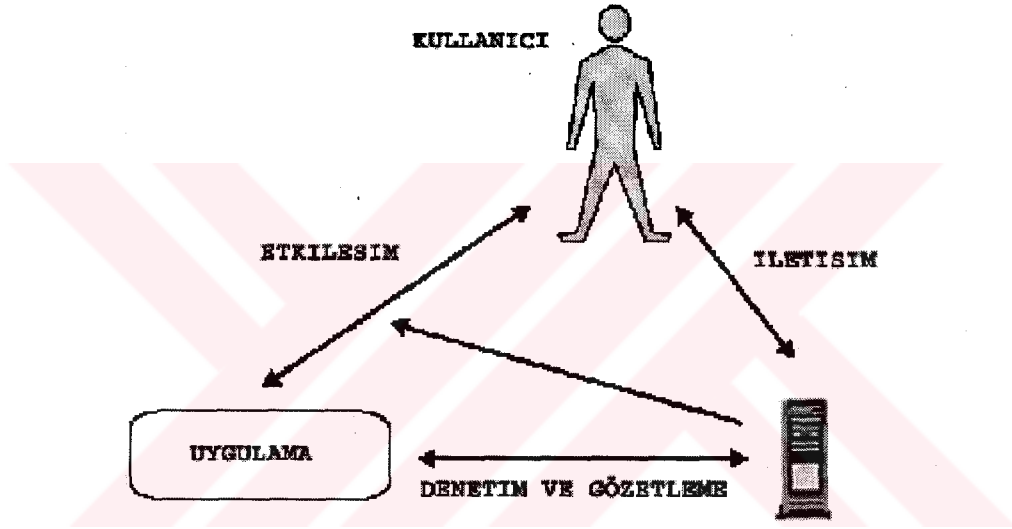 KULLANICI
ETKILESIM
ILETISIM
UYGULAMA
DENETIM VE GÖZETLEME